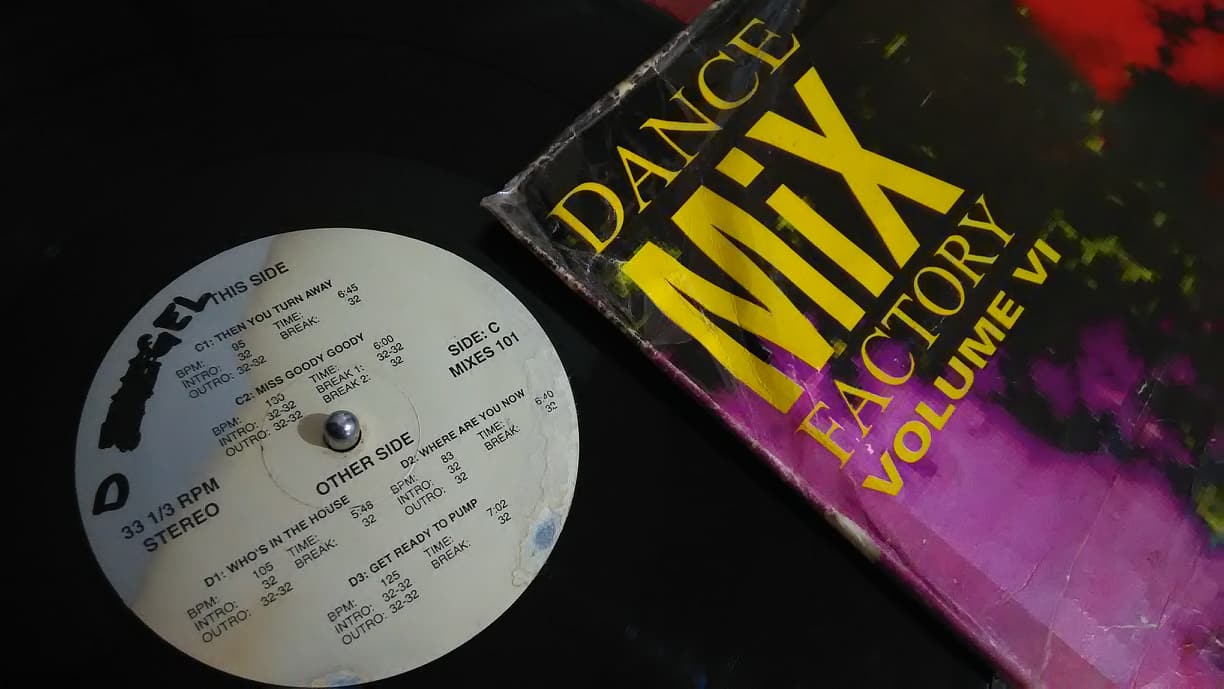 THIS SIDE
C1: THEN YOU TURN AWAY
BPM: 95 TIME: 6:45
INTRO: 32 BREAK: 32
OUTRO: 32-32
C2: MISS GOODY GOODY
BPM: 130 TIME: 6:00
INTRO: 32-32 BREAK 1: 32-32
OUTRO: 32-32 BREAK 2: 32
SIDE: C
MIXES 101
D
33 1/3 RPM
STEREO
OTHER SIDE
D1: WHO'S IN THE HOUSE
BPM: 105 TIME: 5:48
INTRO: 32 BREAK: 32
OUTRO: 32-32
D2: WHERE ARE YOU NOW
BPM: 83 TIME: 6:40
INTRO: 32 BREAK: 32
OUTRO: 32
D3: GET READY TO PUMP
BPM: 125 TIME: 7:02
INTRO: 32-32 BREAK: 32
OUTRO: 32-32
DANCE
MiX
FACTORY
VOLUME VI